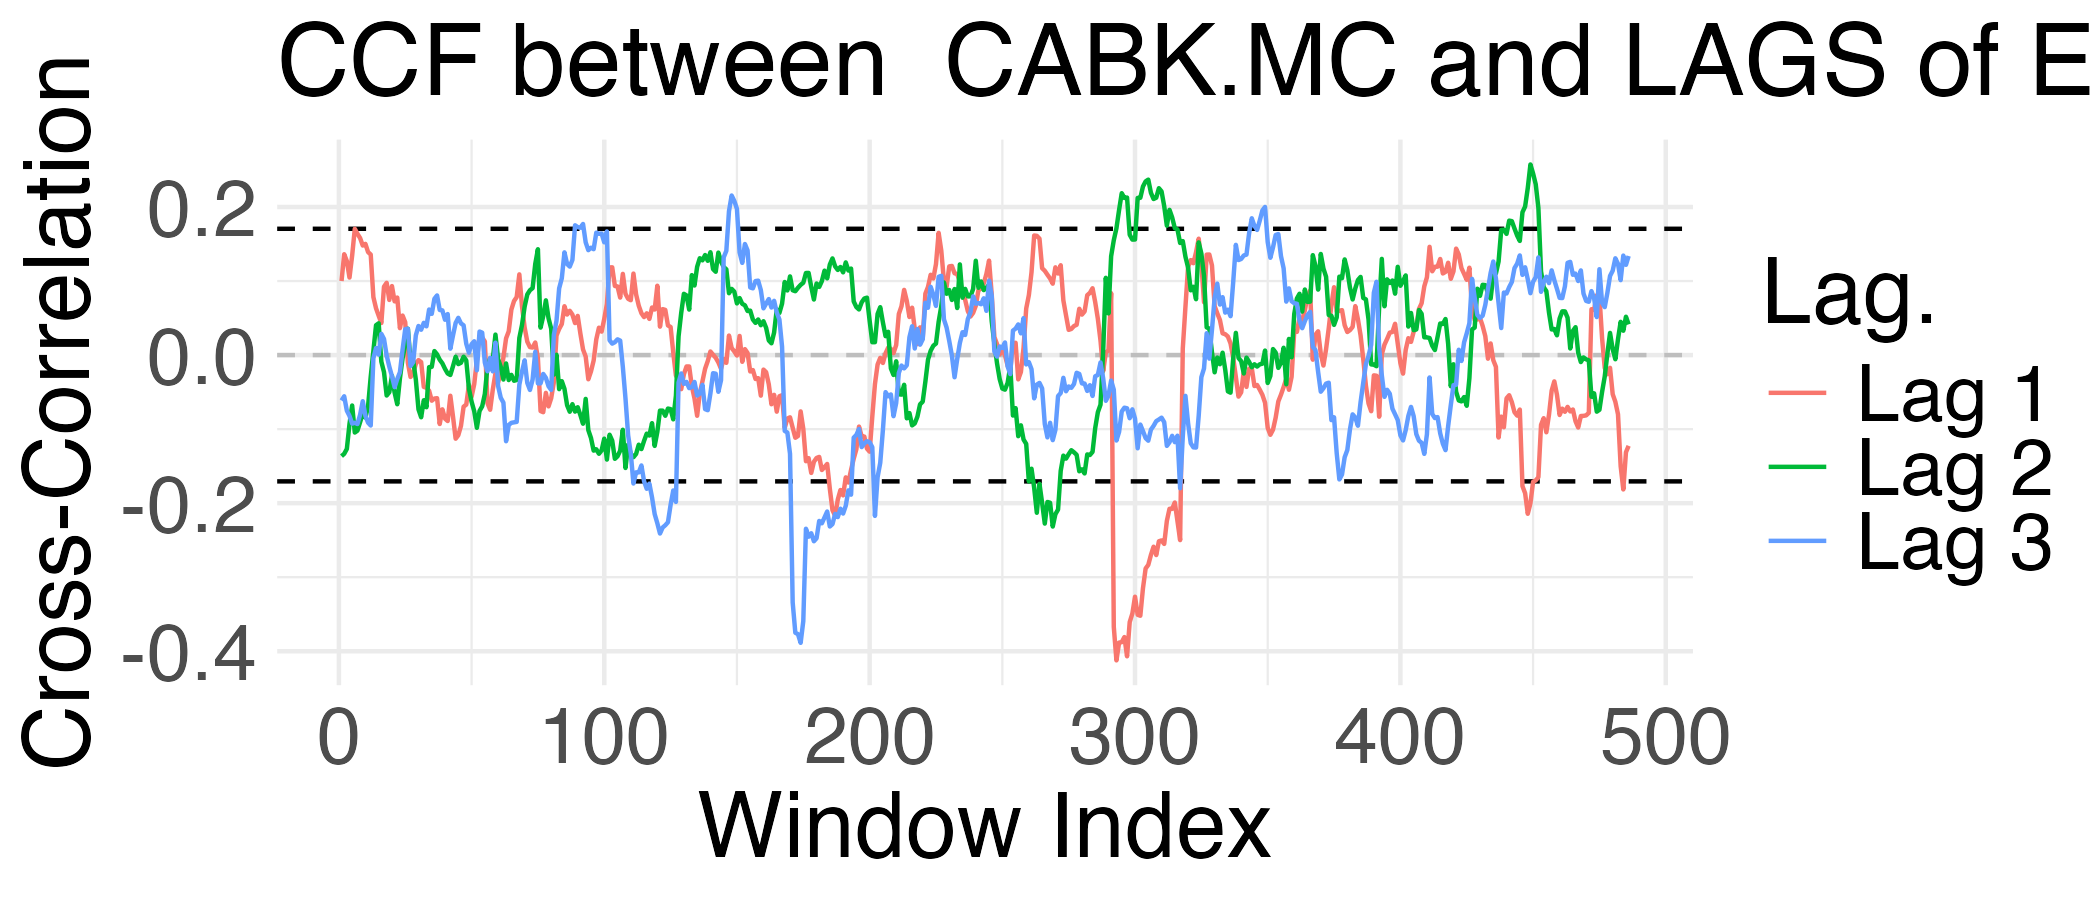 CCF between  CABK.MC and LAGS of E
Cross-Correlation
0.2
0.0
-0.2
-0.4
0 100 200 300 400 500
Window Index
Lag.
Lag 1
Lag 2
Lag 3